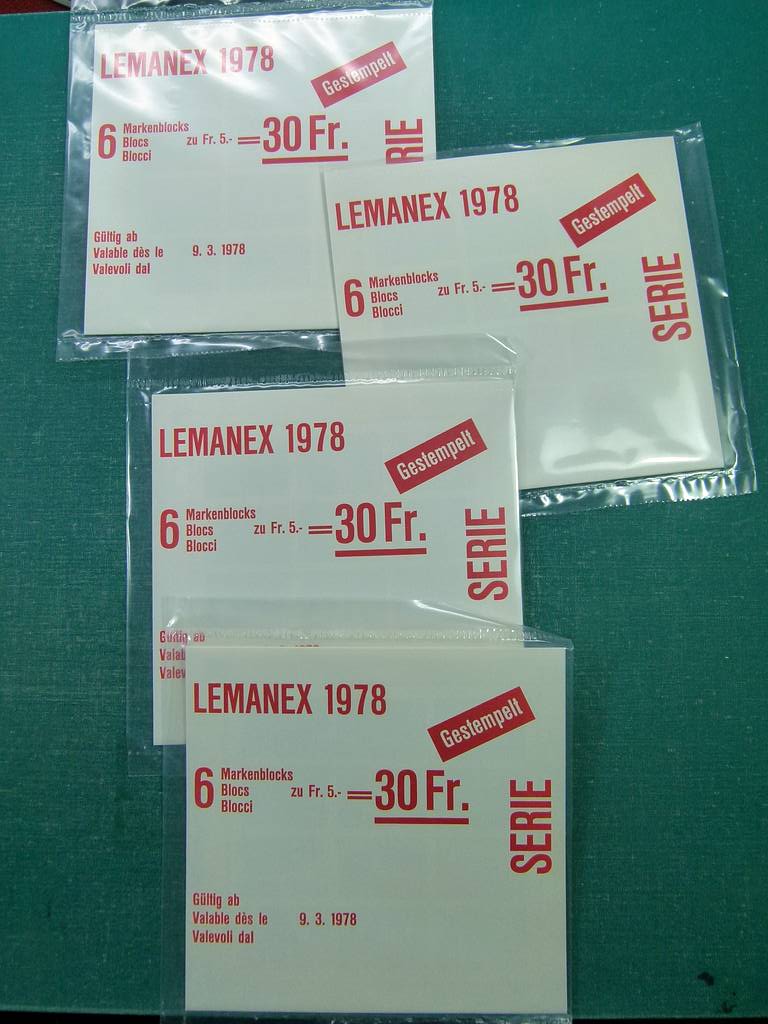 LEMANEX 1978
Gestempelt
6 Markenblocks
Blocs
Blocci
zu Fr. 5.- = 30 Fr.
RIE
Gültig ab
Valable dès le 9. 3. 1978
Valevoli dal
LEMANEX 1978
Gestempelt
6 Markenblocks
Blocs
Blocci
zu Fr. 5.- = 30 Fr.
SERIE
LEMANEX 1978
Gestempelt
6 Markenblocks
Blocs
Blocci
zu Fr. 5.- = 30 Fr.
SERIE
Gültig ab
LEMANEX 1978
Gestempelt
6 Markenblocks
Blocs
Blocci
zu Fr. 5.- = 30 Fr.
SERIE
Gültig ab
Valable dès le 9. 3. 1978
Valevoli dal